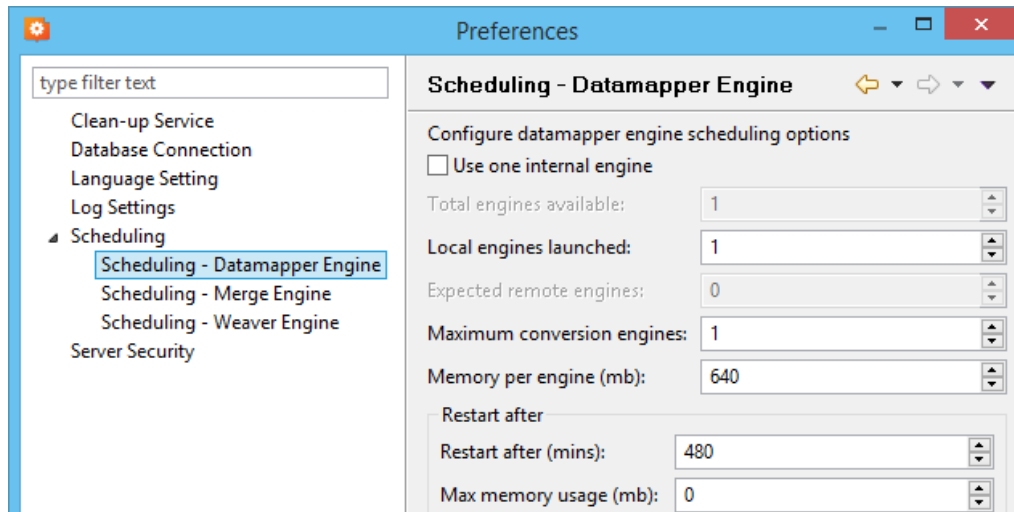 Preferences
type filter text
Clean-up Service
Database Connection
Language Setting
Log Settings
Scheduling
Scheduling - Datamapper Engine
Scheduling - Merge Engine
Scheduling - Weaver Engine
Server Security
Scheduling - Datamapper Engine
Configure datamapper engine scheduling options
Use one internal engine
Total engines available: 1
Local engines launched: 1
Expected remote engines: 0
Maximum conversion engines: 1
Memory per engine (mb): 640
Restart after
Restart after (mins): 480
Max memory usage (mb): 0